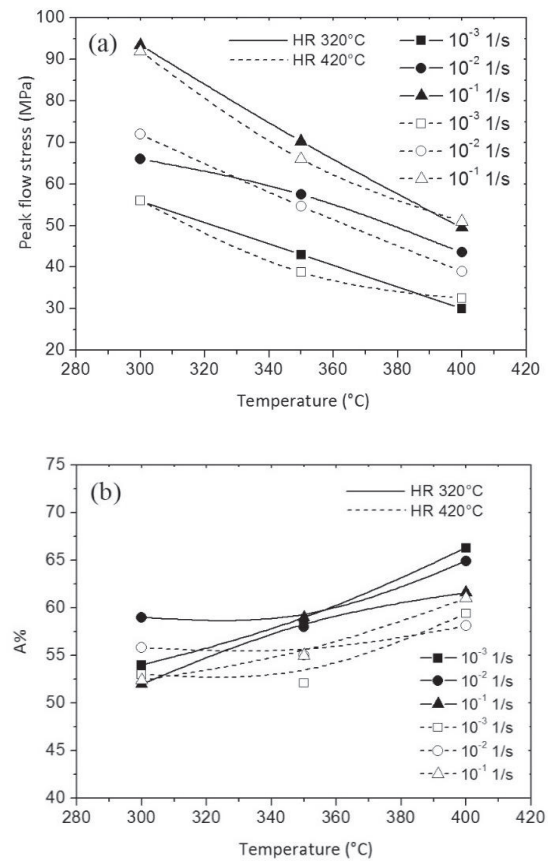 (a)
HR 320°C
HR 420°C
10⁻³ 1/s
10⁻² 1/s
10⁻¹ 1/s
10⁻³ 1/s
10⁻² 1/s
10⁻¹ 1/s
Peak flow stress (MPa)
100
90
80
70
60
50
40
30
20
280 300 320 340 360 380 400 420
Temperature (°C)
(b)
HR 320°C
HR 420°C
10⁻³ 1/s
10⁻² 1/s
10⁻¹ 1/s
10⁻³ 1/s
10⁻² 1/s
10⁻¹ 1/s
A%
75
70
65
60
55
50
45
40
280 300 320 340 360 380 400 420
Temperature (°C)